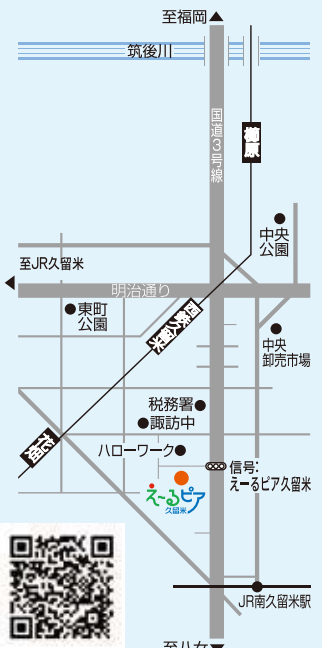 至福岡
筑後川
国道3号線
櫛原
中央
公園
至JR久留米
明治通り
東町
公園
西鉄久留米
中央
卸売市場
税務署
諏訪中
ハローワーク
花畑
信号:
えーるピア久留米
えーるピア
久留米
JR南久留米駅
至八女